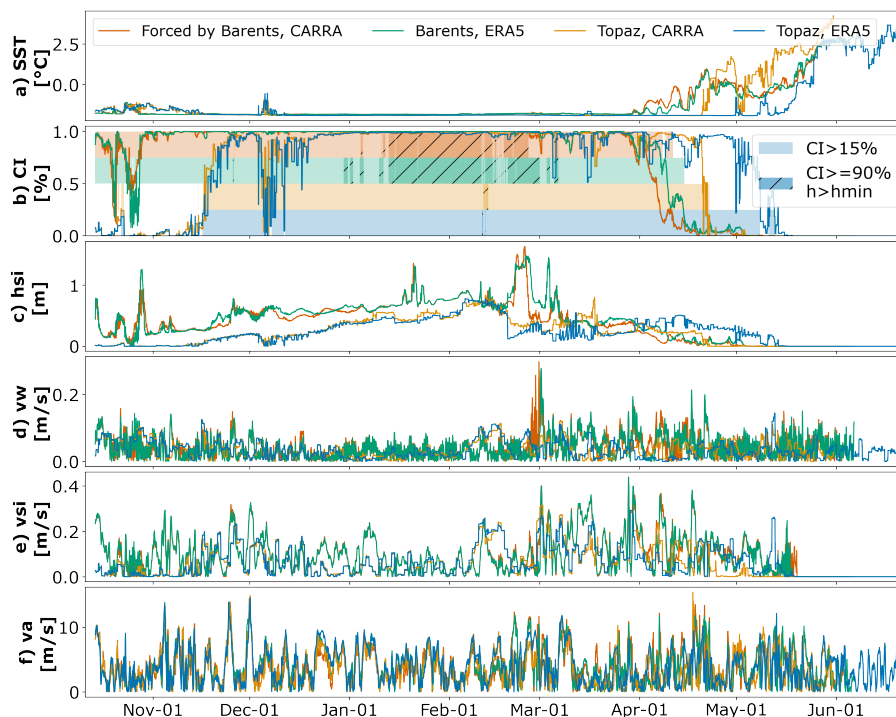 Forced by Barents, CARRA
Barents, ERA5
Topaz, CARRA
Topaz, ERA5
a) SST
[°C]
2.5
0.0
b) CI
[%]
1.0
0.5
0.0
CI>15%
CI>=90%
h>hmin
c) hsi
[m]
1
0
d) vw
[m/s]
0.2
0.0
e) vsi
[m/s]
0.4
0.2
0.0
f) va
[m/s]
10
0
Nov-01 Dec-01 Jan-01 Feb-01 Mar-01 Apr-01 May-01 Jun-01